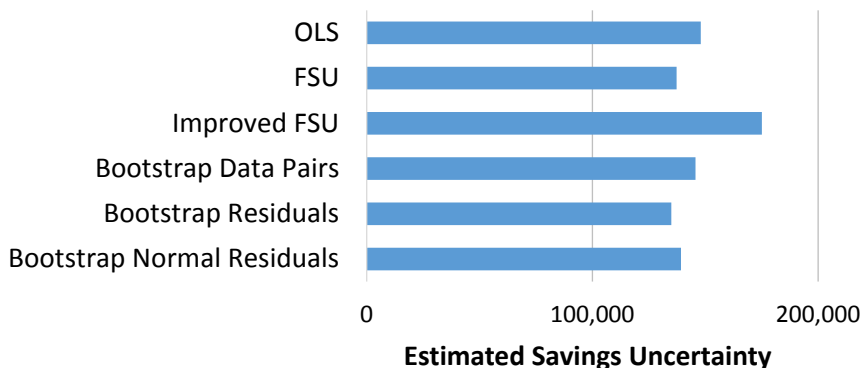 OLS
FSU
Improved FSU
Bootstrap Data Pairs
Bootstrap Residuals
Bootstrap Normal Residuals
0 100,000 200,000
Estimated Savings Uncertainty